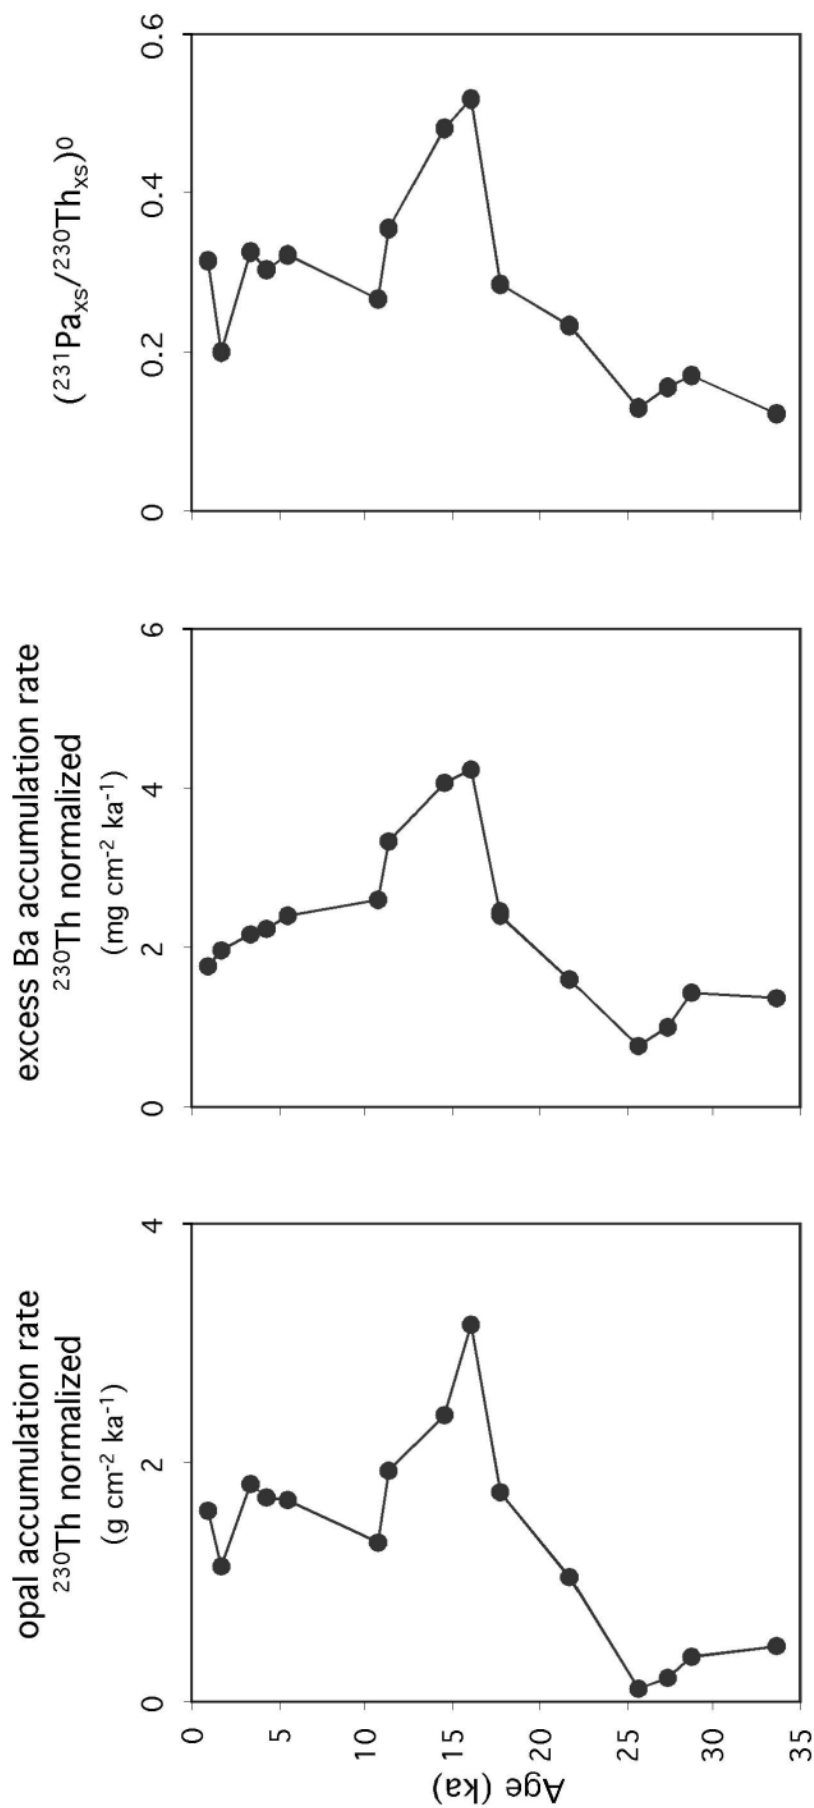 (²³¹Paxs/²³⁰Thxs)⁰
0
0.2
0.4
0.6
excess Ba accumulation rate
²³⁰Th normalized
(mg cm⁻² ka⁻¹)
0
2
4
6
opal accumulation rate
²³⁰Th normalized
(g cm⁻² ka⁻¹)
0
2
4
0
5
10
15
20
25
30
35
Age (ka)